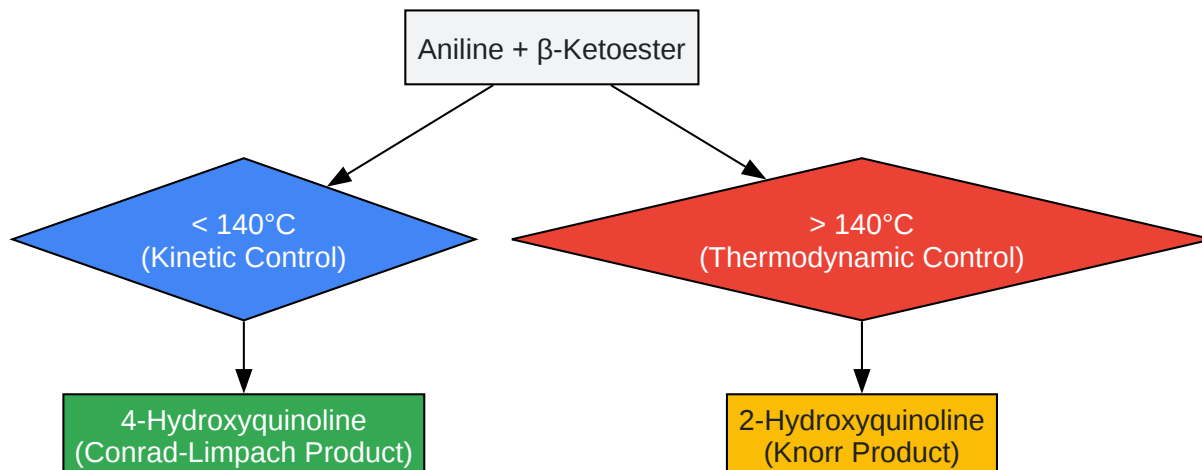 Aniline + β-Ketoester
< 140°C
(Kinetic Control)
> 140°C
(Thermodynamic Control)
4-Hydroxyquinoline
(Conrad-Limpach Product)
2-Hydroxyquinoline
(Knorr Product)